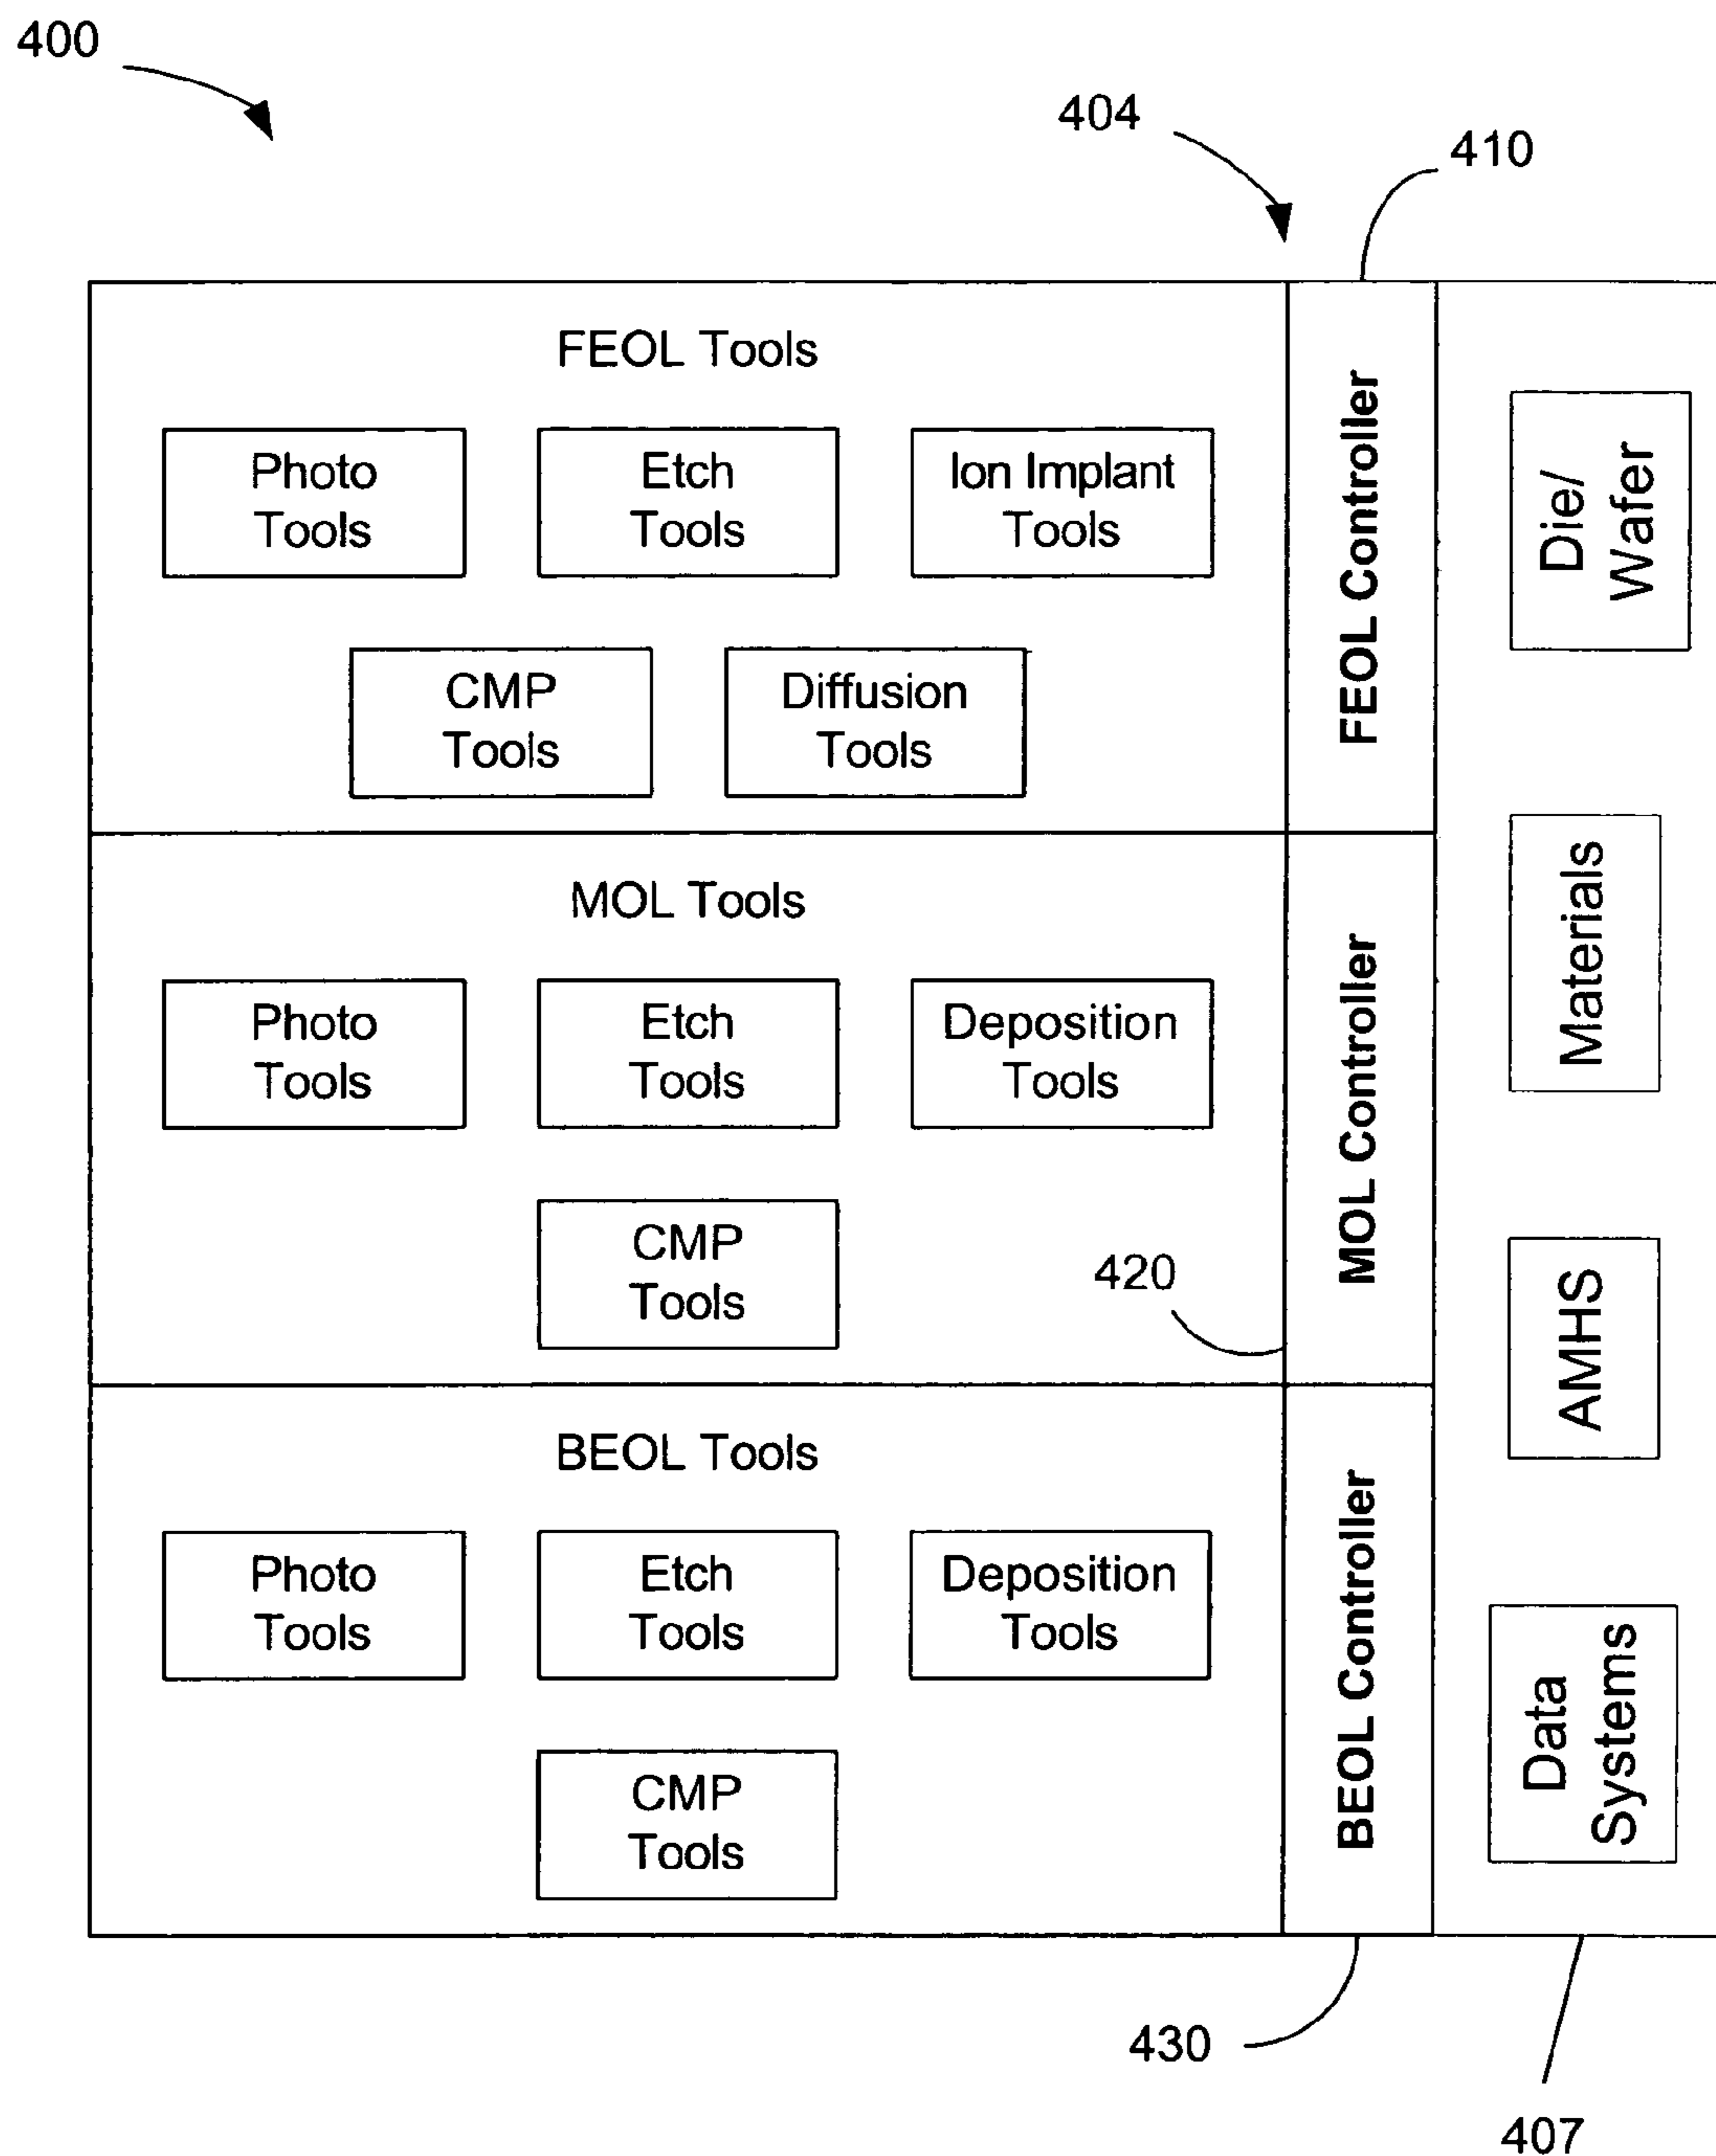 400
404
410
FEOL Tools
Photo
Tools
Etch
Tools
Ion Implant
Tools
CMP
Tools
Diffusion
Tools
FEOL Controller
Die/
Wafer
MOL Tools
Photo
Tools
Etch
Tools
Deposition
Tools
CMP
Tools
420
MOL Controller
Materials
AMHS
BEOL Tools
Photo
Tools
Etch
Tools
Deposition
Tools
CMP
Tools
BEOL Controller
Data
Systems
430
407